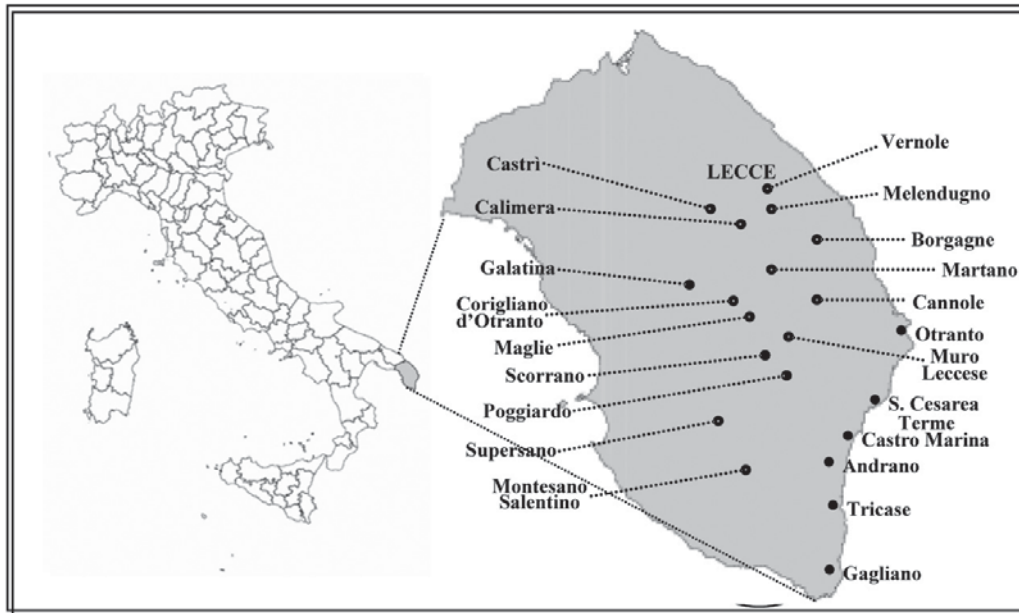 Vernole
Castrì
LECCE
Melendugno
Calimera
Borgagne
Galatina
Martano
Corigliano
d'Otranto
Cannole
Otranto
Maglie
Muro
Leccese
Scorrano
Poggiardo
S. Cesarea
Terme
Castro Marina
Supersano
Andrano
Montesano
Salentino
Tricase
Gagliano